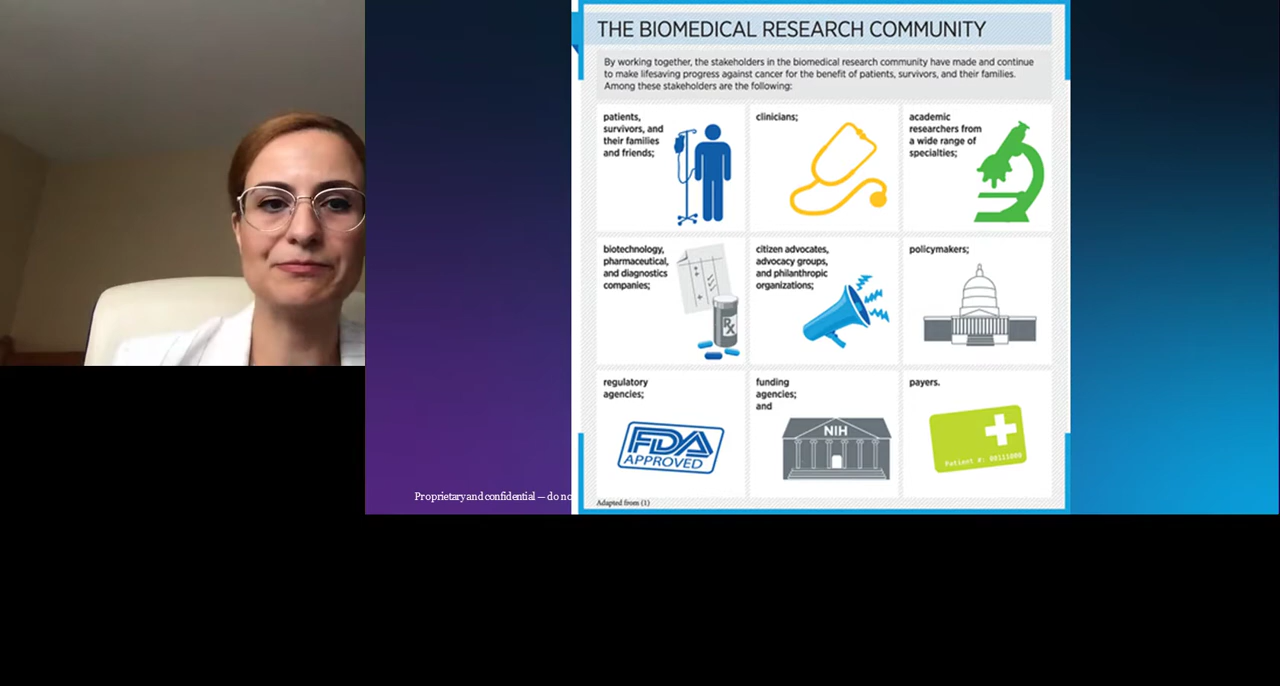 THE BIOMEDICAL RESEARCH COMMUNITY
By working together, the stakeholders in the biomedical research community have made and continue
to make lifesaving progress against cancer for the benefit of patients, survivors, and their families.
Among these stakeholders are the following:
patients,
survivors, and
their families
and friends;
clinicians;
academic
researchers from
a wide range of
specialties;
biotechnology,
pharmaceutical,
and diagnostics
companies;
Rx
citizen advocates,
advocacy groups,
and philanthropic
organizations;
policymakers;
regulatory
agencies;
FDA
APPROVED
funding
agencies;
and
NIH
payers.
Patient #: 00111000
Proprietary and confidential — do no
Adapted from (1)